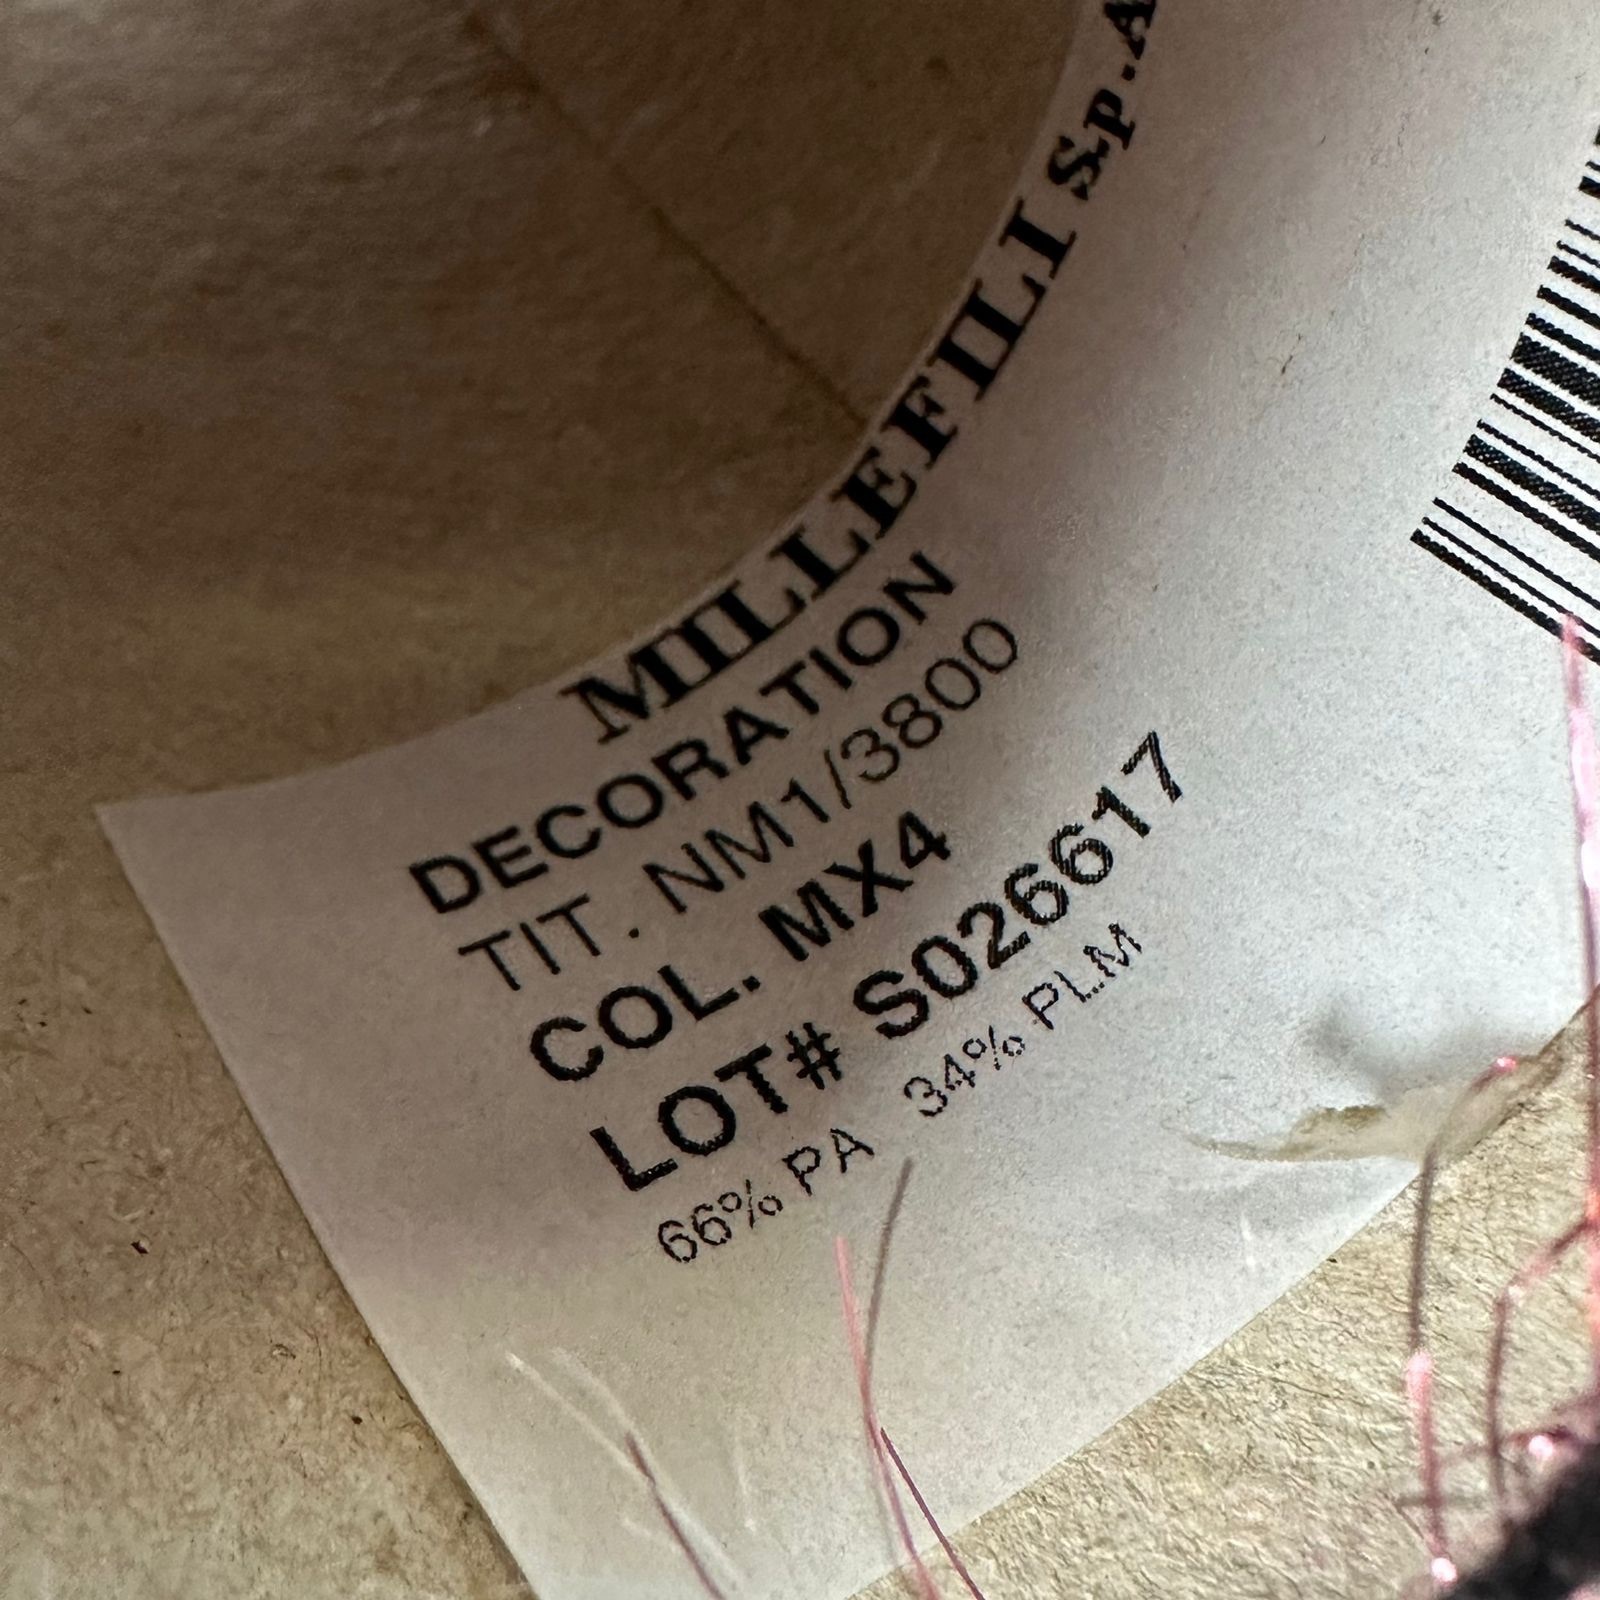 MILLEFILI S.p.A
DECORATION
TIT. NM1/3800
COL. MX4
LOT# S026617
66% PA 34% PLM